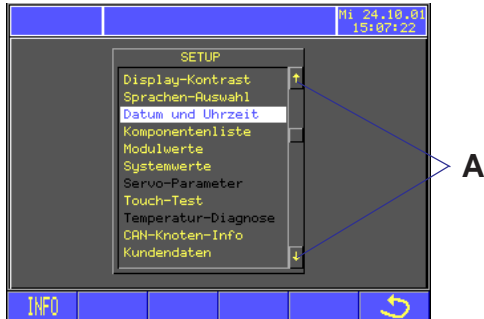 Mi 24.10.01
15:07:22
SETUP
Display-Kontrast
Sprachen-Auswahl
Datum und Uhrzeit
Komponentenliste
Modulwerte
Systemwerte
Servo-Parameter
Touch-Test
Temperatur-Diagnose
CAN-Knoten-Info
Kundendaten
A
INFO